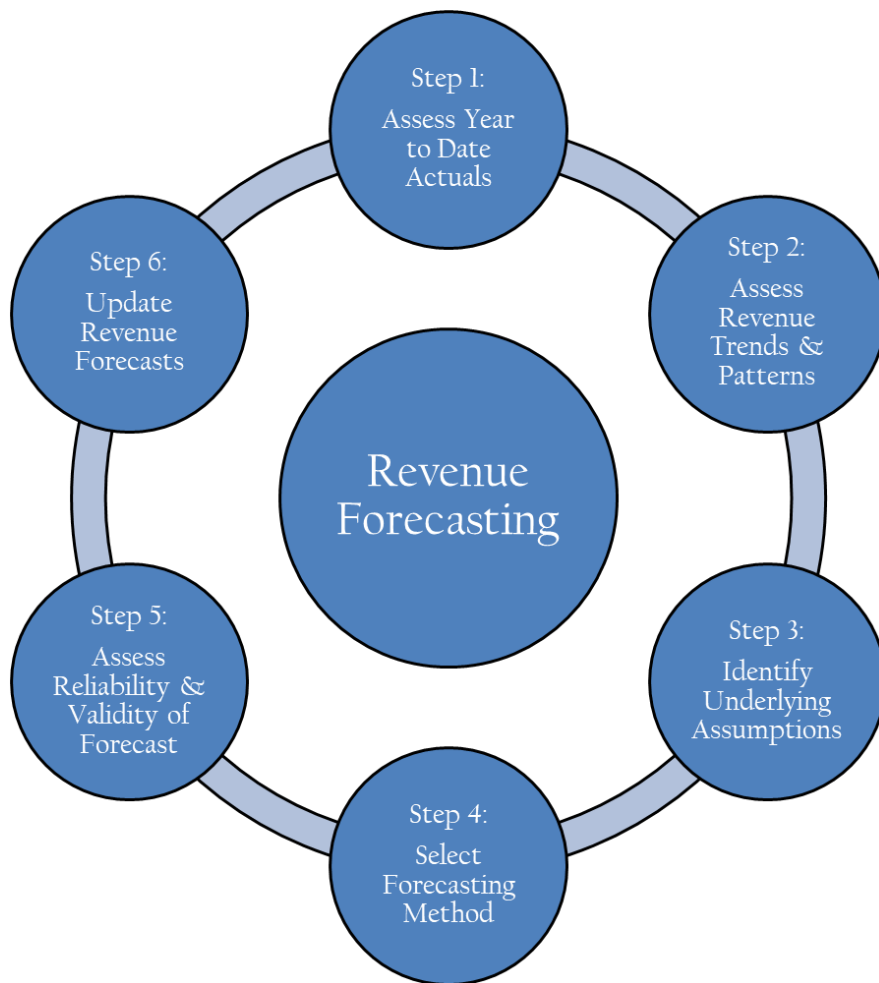 Step 1:
Assess Year
to Date
Actuals
Step 2:
Assess
Revenue
Trends &
Patterns
Step 3:
Identify
Underlying
Assumptions
Step 4:
Select
Forecasting
Method
Step 5:
Assess
Reliability &
Validity of
Forecast
Step 6:
Update
Revenue
Forecasts
Revenue
Forecasting